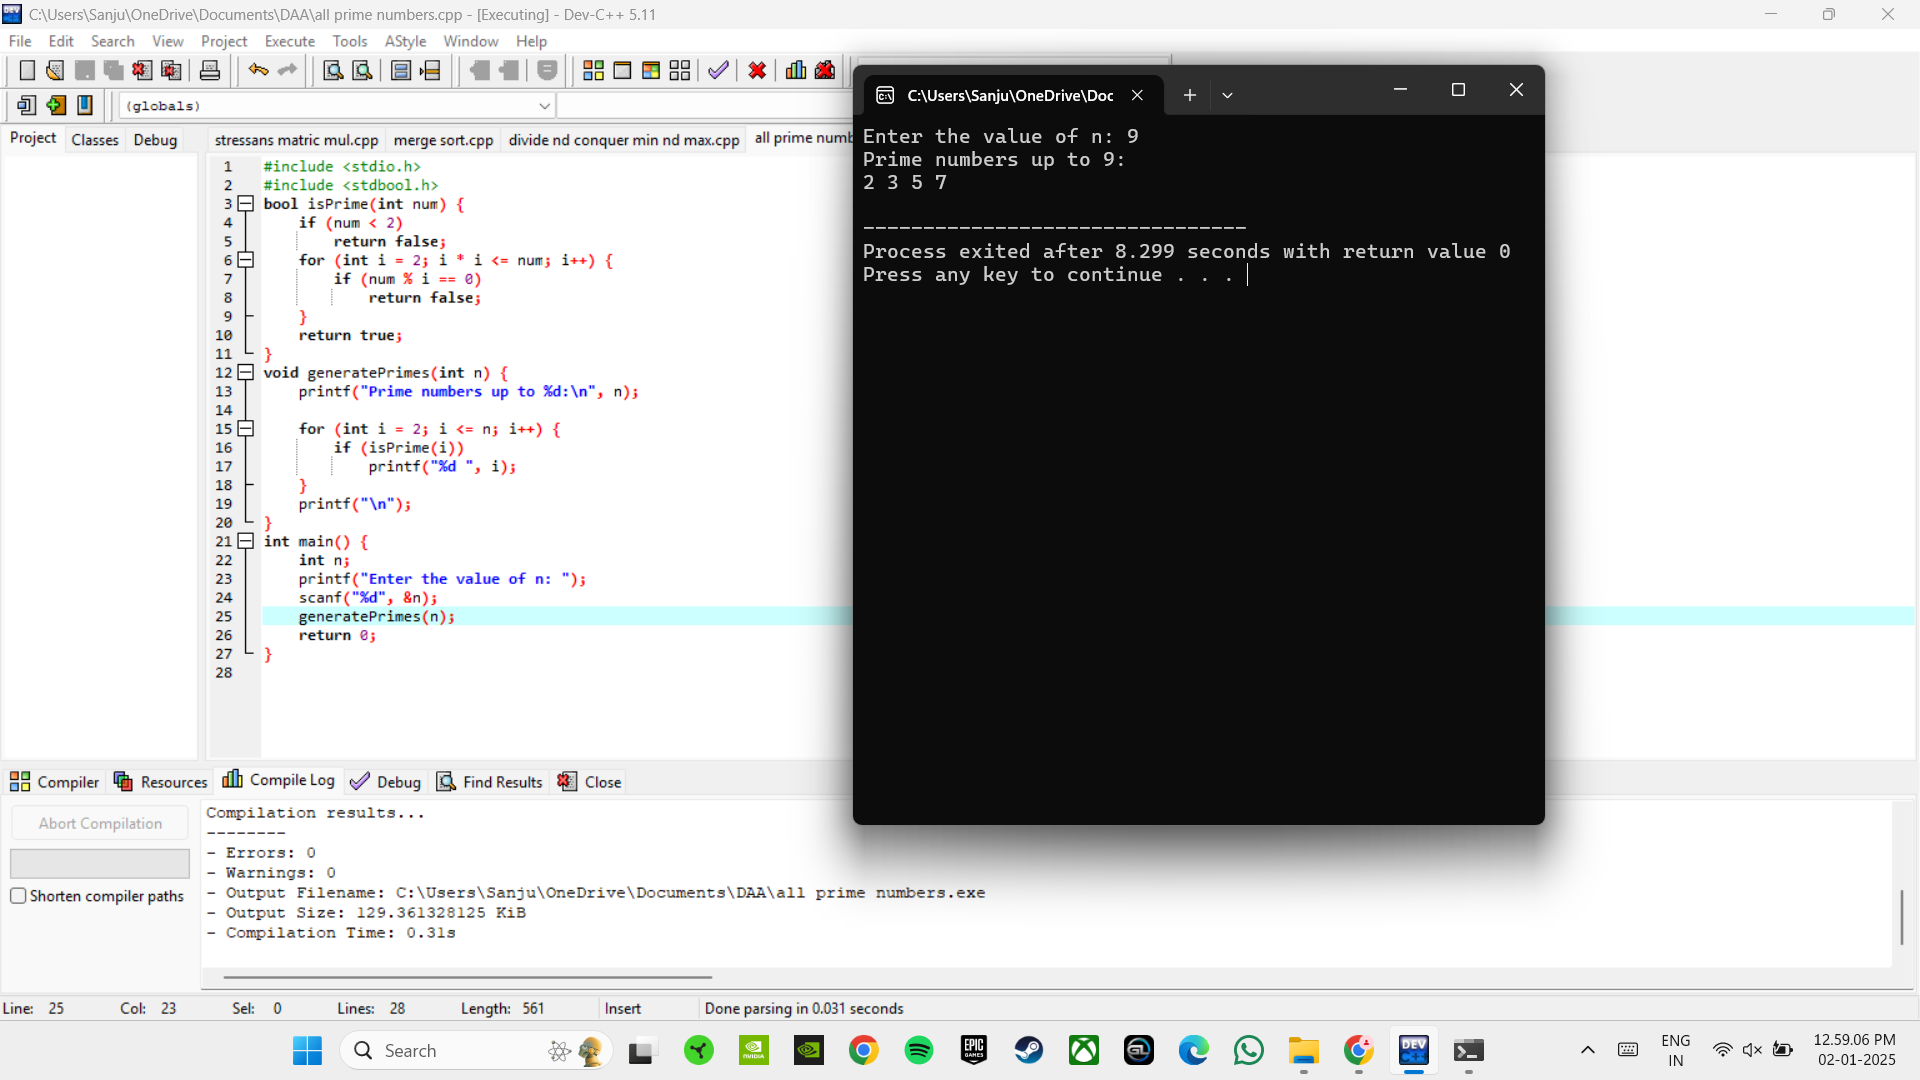 C:\Users\Sanju\OneDrive\Documents\DAA\all prime numbers.cpp - [Executing] - Dev-C++ 5.11
File Edit Search View Project Execute Tools AStyle Window Help
(globals)
Project Classes Debug
stressans matric mul.cpp merge sort.cpp divide nd conquer min nd max.cpp all prime numb
1 #include <stdio.h>
2 #include <stdbool.h>
3 bool isPrime(int num) {
4 if (num < 2)
5 return false;
6 for (int i = 2; i * i <= num; i++) {
7 if (num % i == 0)
8 return false;
9 }
10 return true;
11 }
12 void generatePrimes(int n) {
13 printf("Prime numbers up to %d:\n", n);
14
15 for (int i = 2; i <= n; i++) {
16 if (isPrime(i))
17 printf("%d ", i);
18 }
19 printf("\n");
20 }
21 int main() {
22 int n;
23 printf("Enter the value of n: ");
24 scanf("%d", &n);
25 generatePrimes(n);
26 return 0;
27 }
28
C:\Users\Sanju\OneDrive\Doc
Enter the value of n: 9
Prime numbers up to 9:
2 3 5 7
--------------------------------
Process exited after 8.299 seconds with return value 0
Press any key to continue . . .
Compiler Resources Compile Log Debug Find Results Close
Abort Compilation
Shorten compiler paths
Compilation results...
--------
- Errors: 0
- Warnings: 0
- Output Filename: C:\Users\Sanju\OneDrive\Documents\DAA\all prime numbers.exe
- Output Size: 129.361328125 KiB
- Compilation Time: 0.31s
Line: 25 Col: 23 Sel: 0 Lines: 28 Length: 561 Insert Done parsing in 0.031 seconds
Search
NVIDIA
EPIC GAMES
DEV
ENG
IN
12.59.06 PM
02-01-2025